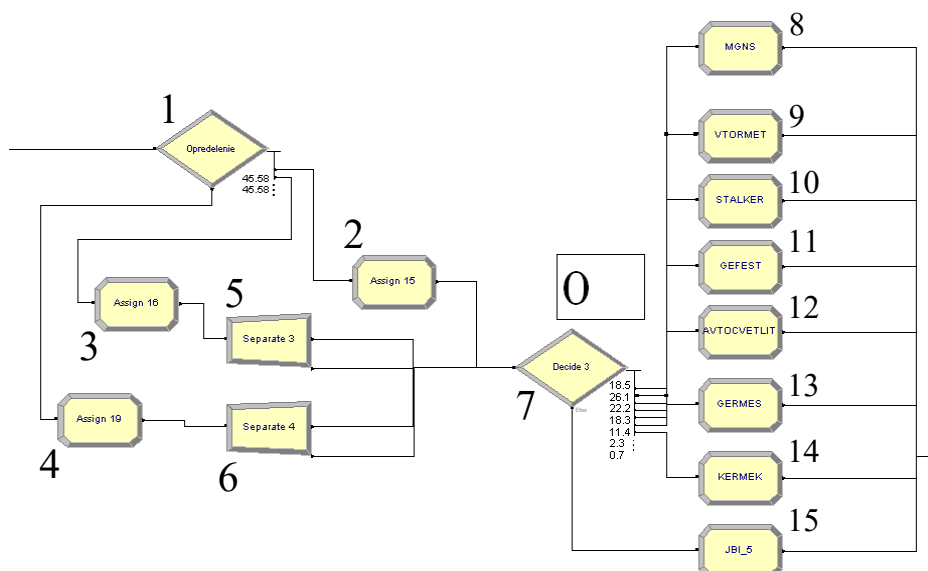 1
Opredelenie
45.58
45.58
2
Assign 15
3
Assign 16
5
Separate 3
4
Assign 19
6
Separate 4
0
7
Decide 3
Else
18.5
26.1
22.2
18.3
11.4
2.3
0.7
8
MGNS
9
VTORMET
10
STALKER
11
GEFEST
12
AVTOCVETLIT
13
GERMES
14
KERMEK
15
JBI_5